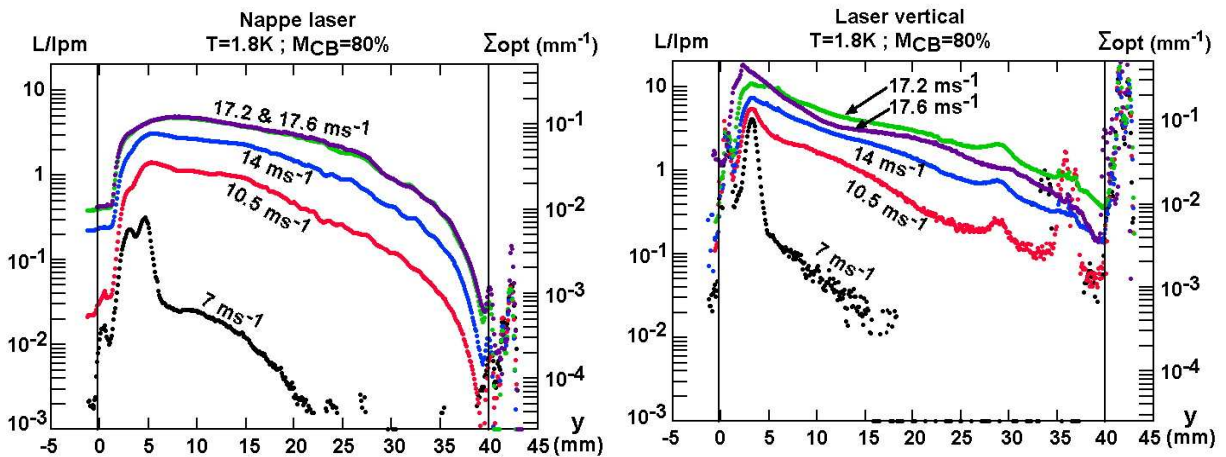 Nappe laser
L/lpm T=1.8K ; MCB=80% Σopt (mm-1)
10
1
10-1
10-2
10-3
17.2 & 17.6 ms-1
14 ms-1
10.5 ms-1
7 ms-1
10-1
10-2
10-3
10-4
y
-5 0 5 10 15 20 25 30 35 40 45
(mm)
Laser vertical
L/lpm T=1.8K ; MCB=80% Σopt (mm-1)
10
1
10-1
10-2
10-3
17.2 ms-1
17.6 ms-1
14 ms-1
10.5 ms-1
7 ms-1
10-1
10-2
10-3
10-4
y
-5 0 5 10 15 20 25 30 35 40 45
(mm)